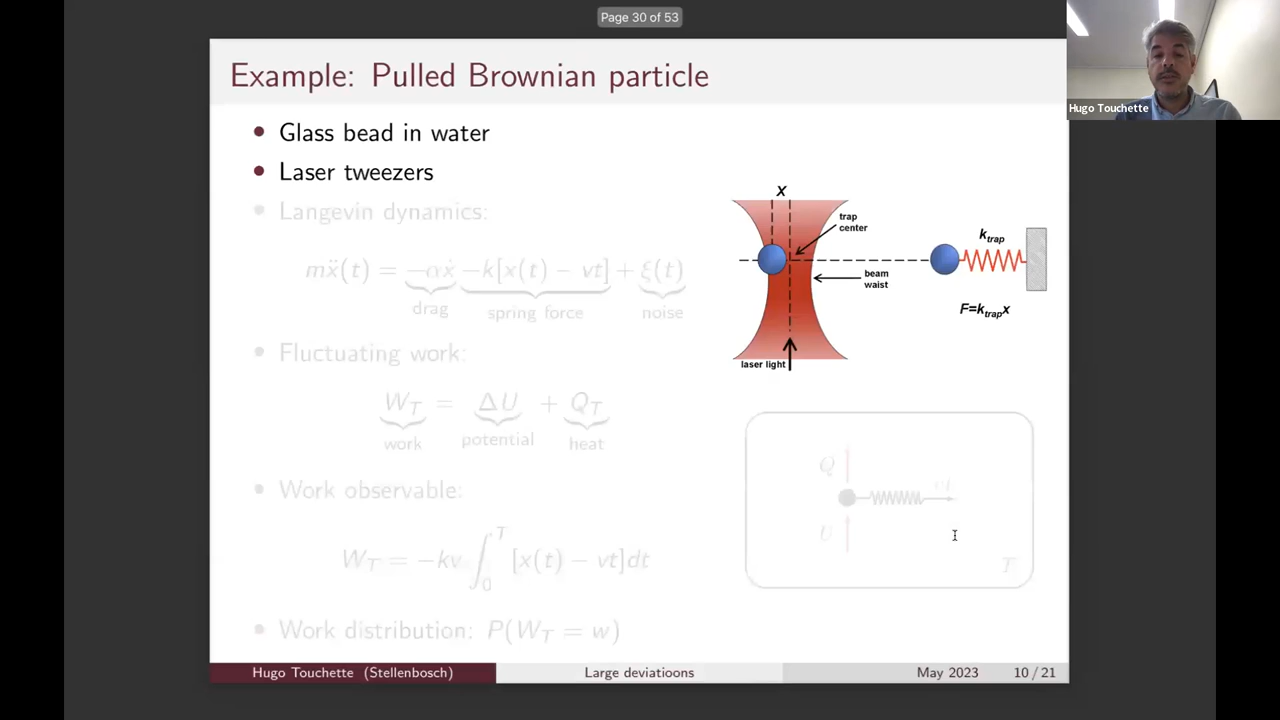 Page 30 of 53
Example: Pulled Brownian particle
Hugo Touchette
Glass bead in water
Laser tweezers
Langevin dynamics:
mẍ(t) = −αẋ −k[x(t) − vt] + ξ(t)
drag spring force noise
Fluctuating work:
W_T = ΔU + Q_T
work potential heat
Work observable:
W_T = −kv ∫_0^T [x(t) − vt]dt
Work distribution: P(W_T = w)
x
trap
center
beam
waist
laser light
k_trap
F=k_trap x
Q
vt
U
T
Hugo Touchette (Stellenbosch) Large deviatioons May 2023 10 / 21